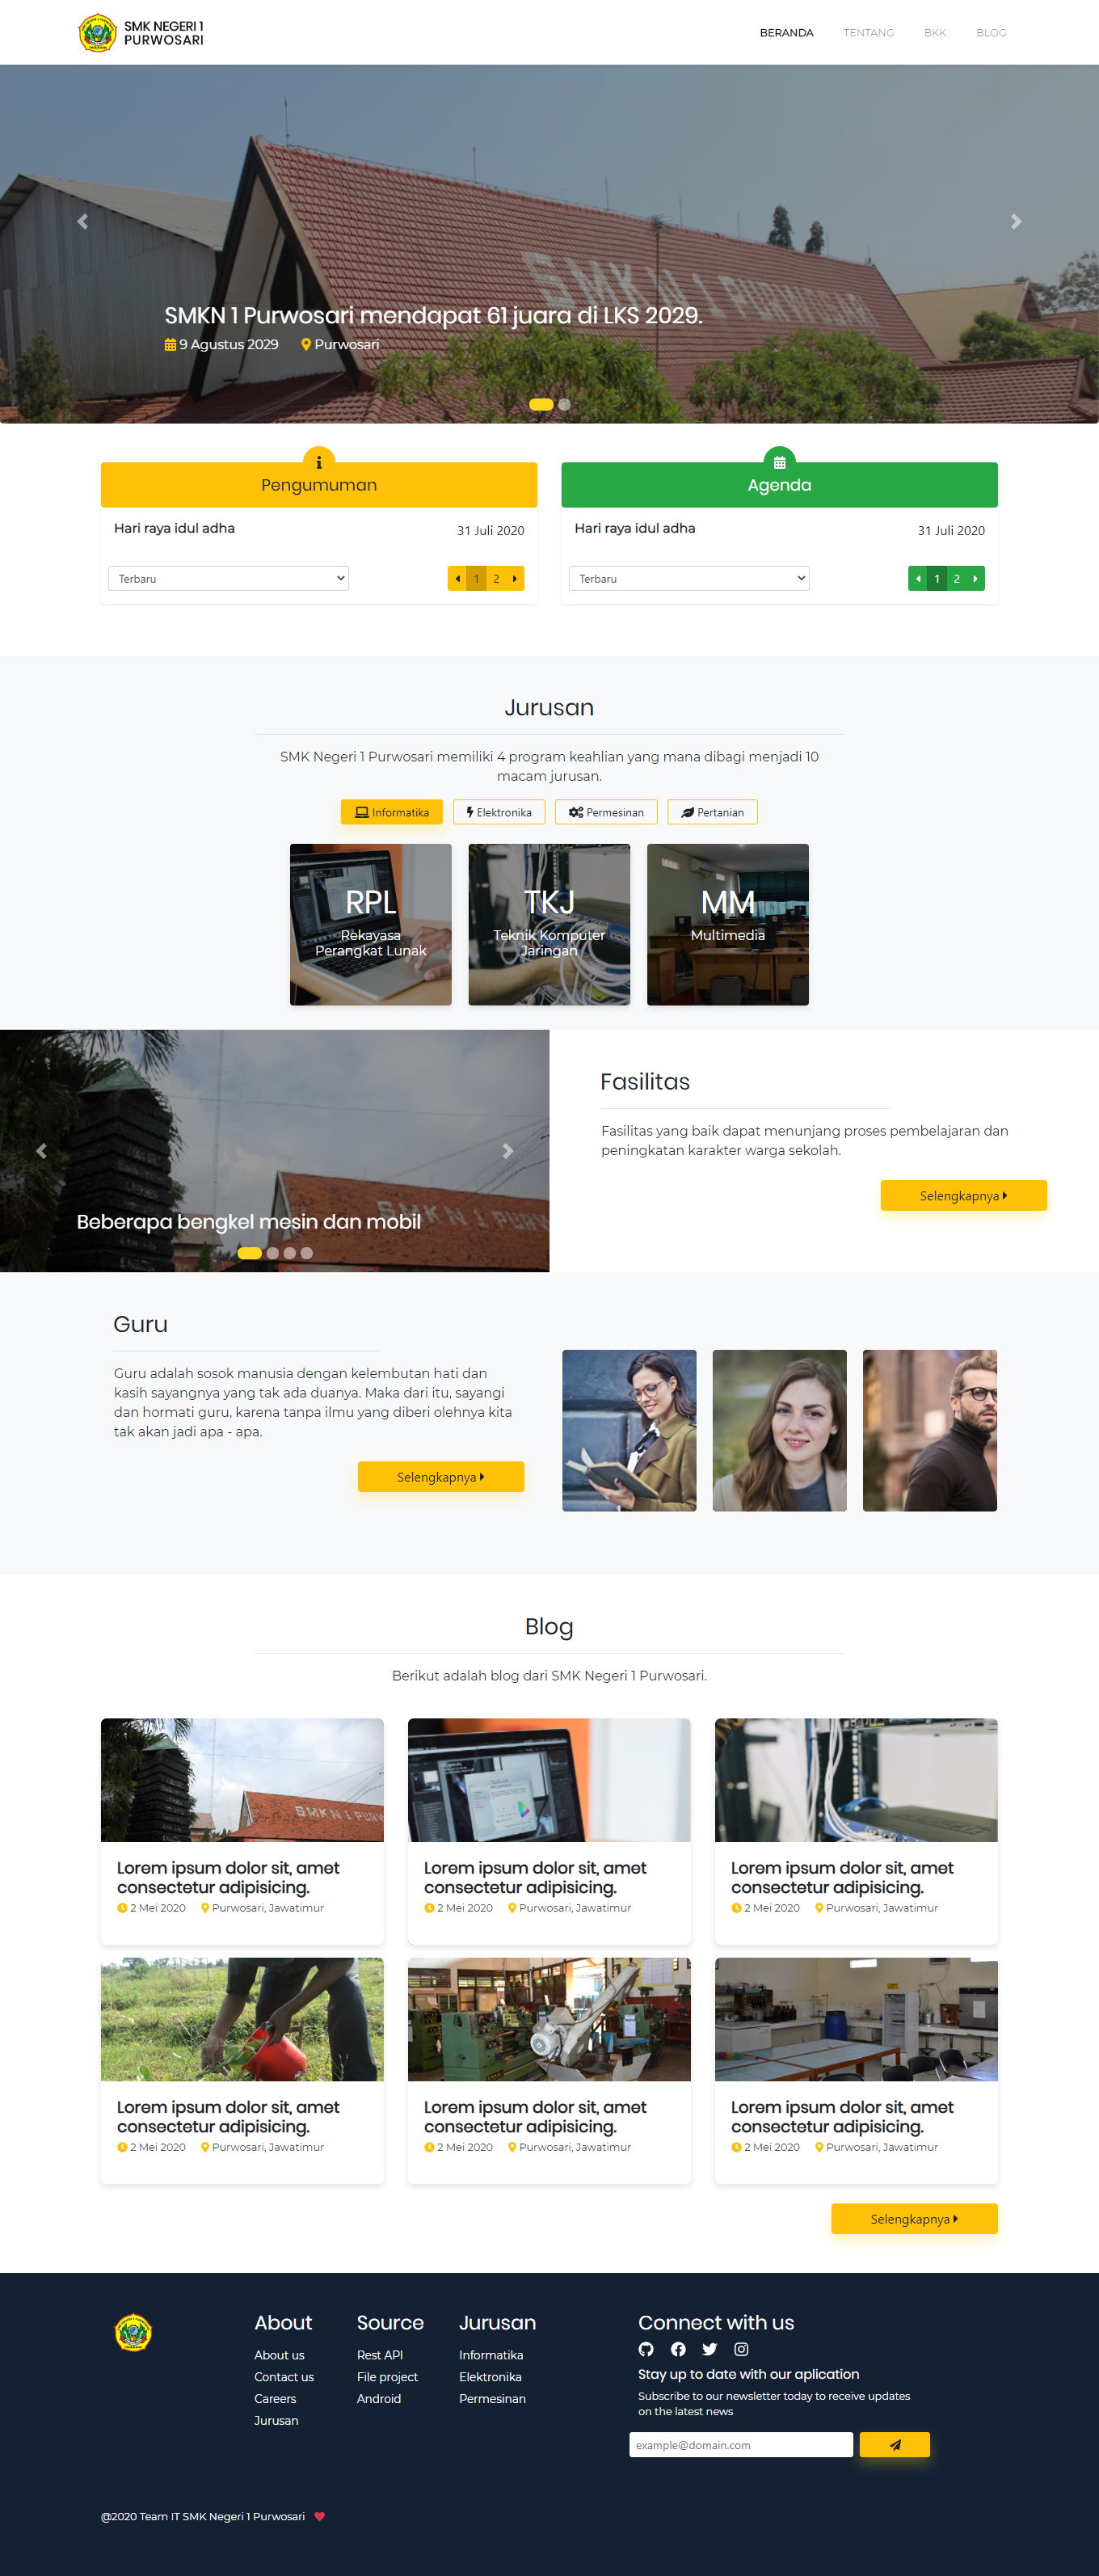 SMK NEGERI 1
PURWOSARI
BERANDA
TENTANG
BKK
BLOG
SMK N 1 PURWOSARI
SMKN 1 Purwosari mendapat 61 juara di LKS 2029.
9 Agustus 2029
Purwosari
Pengumuman
Hari raya idul adha
31 Juli 2020
Terbaru
1
2
Agenda
Hari raya idul adha
31 Juli 2020
Terbaru
1
2
Jurusan
SMK Negeri 1 Purwosari memiliki 4 program keahlian yang mana dibagi menjadi 10
macam jurusan.
Informatika
Elektronika
Permesinan
Pertanian
RPL
Rekayasa
Perangkat Lunak
TKJ
Teknik Komputer
Jaringan
MM
Multimedia
SMK N 1 PURW
Beberapa bengkel mesin dan mobil
Fasilitas
Fasilitas yang baik dapat menunjang proses pembelajaran dan
peningkatan karakter warga sekolah.
Selengkapnya
Guru
Guru adalah sosok manusia dengan kelembutan hati dan
kasih sayangnya yang tak ada duanya. Maka dari itu, sayangi
dan hormati guru, karena tanpa ilmu yang diberi olehnya kita
tak akan jadi apa - apa.
Selengkapnya
Blog
Berikut adalah blog dari SMK Negeri 1 Purwosari.
SMK N 1 PURW
Lorem ipsum dolor sit, amet
consectetur adipisicing.
2 Mei 2020
Purwosari, Jawatimur
Lorem ipsum dolor sit, amet
consectetur adipisicing.
2 Mei 2020
Purwosari, Jawatimur
Lorem ipsum dolor sit, amet
consectetur adipisicing.
2 Mei 2020
Purwosari, Jawatimur
Lorem ipsum dolor sit, amet
consectetur adipisicing.
2 Mei 2020
Purwosari, Jawatimur
Lorem ipsum dolor sit, amet
consectetur adipisicing.
2 Mei 2020
Purwosari, Jawatimur
Lorem ipsum dolor sit, amet
consectetur adipisicing.
2 Mei 2020
Purwosari, Jawatimur
Selengkapnya
About
About us
Contact us
Careers
Jurusan
Source
Rest API
File project
Android
Jurusan
Informatika
Elektronika
Permesinan
Connect with us
Stay up to date with our aplication
Subscribe to our newsletter today to receive updates
on the latest news
example@domain.com
@2020 Team IT SMK Negeri 1 Purwosari